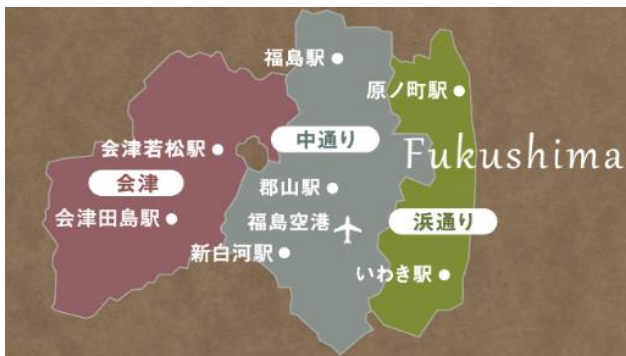 福島駅
原ノ町駅
中通り
Fukushima
会津若松駅
会津
郡山駅
会津田島駅
福島空港
浜通り
新白河駅
いわき駅